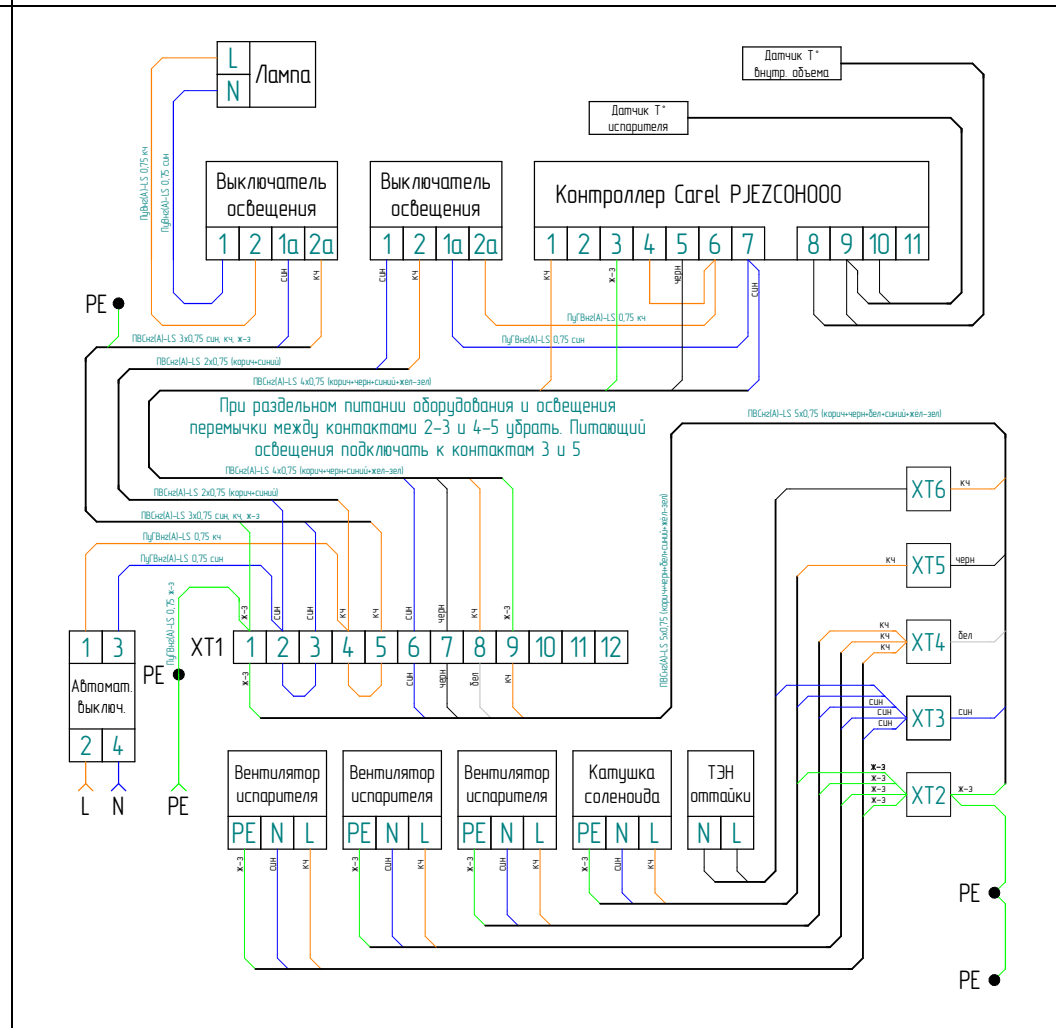 L
N
Лампа
Датчик Т°
внутр. объема
Датчик Т°
испарителя
ПуВнг(А)-LS 0,75 кч
ПуВнг(А)-LS 0,75 син
Выключатель
освещения
1 2 1а 2а
син
кч
Выключатель
освещения
1 2 1а 2а
син
кч
Контроллер Carel PJEZCOH000
1 2 3 4 5 6 7 8 9 10 11
кч
ж-з
черн
син
PE
ПуГВнг(А)-LS 0,75 кч
ПуГВнг(А)-LS 0,75 син
ПВСнг(А)-LS 3х0,75 син, кч, ж-з
ПВСнг(А)-LS 2х0,75 (корич+синий)
ПВСнг(А)-LS 4х0,75 (корич+черн+синий+жел-зел)
При раздельном питании оборудования и освещения
перемычки между контактами 2-3 и 4-5 убрать. Питающий
освещения подключать к контактам 3 и 5
ПВСнг(А)-LS 5х0,75 (корич+черн+бел+синий+жел-зел)
ПВСнг(А)-LS 4х0,75 (корич+черн+синий+жел-зел)
ПВСнг(А)-LS 2х0,75 (корич+синий)
ПВСнг(А)-LS 3х0,75 син, кч, ж-з
ПуГВнг(А)-LS 0,75 кч
ПуГВнг(А)-LS 0,75 син
ПуГВнг(А)-LS 0,75 ж-з
ПВСнг(А)-LS 5х0,75 (корич+черн+бел+синий+жел-зел)
XT6
кч
кч
XT5
черн
кч
кч
кч
XT4
бел
син
син
XT3
син
ж-з
ж-з
ж-з
ж-з
XT2
ж-з
ж-з
син
син
кч
кч
син
черн
кч
ж-з
XT1
1 2 3 4 5 6 7 8 9 10 11 12
ж-з
син
черн
бел
кч
1 3
Автомат.
выключ.
2 4
L N PE
PE
Вентилятор
испарителя
PE N L
ж-з
син
кч
Вентилятор
испарителя
PE N L
ж-з
син
кч
Вентилятор
испарителя
PE N L
ж-з
син
кч
Катушка
соленоида
PE N L
ж-з
син
кч
ТЭН
оттайки
N L
PE
PE